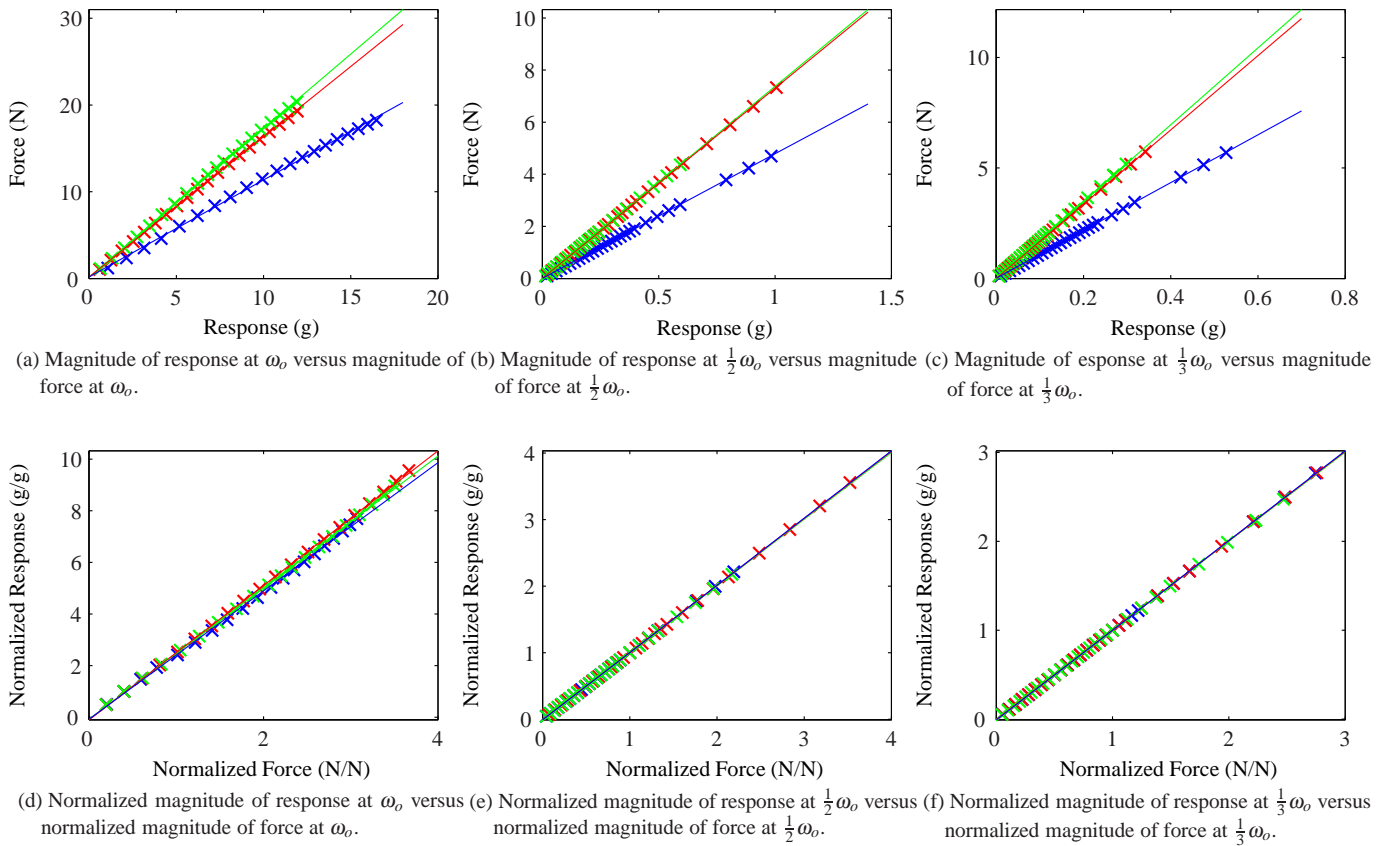 30
20
10
0
0
5
10
15
20
Force (N)
Response (g)
10
8
6
4
2
0
0
0.5
1
1.5
Force (N)
Response (g)
10
5
0
0
0.2
0.4
0.6
0.8
Force (N)
Response (g)
(a) Magnitude of response at ωₒ versus magnitude of
force at ωₒ.
(b) Magnitude of response at ½ωₒ versus magnitude
of force at ½ωₒ.
(c) Magnitude of esponse at ⅓ωₒ versus magnitude
of force at ⅓ωₒ.
10
8
6
4
2
0
0
2
4
Normalized Response (g/g)
Normalized Force (N/N)
4
3
2
1
0
0
1
2
3
4
Normalized Response (g/g)
Normalized Force (N/N)
3
2
1
0
0
1
2
3
Normalized Response (g/g)
Normalized Force (N/N)
(d) Normalized magnitude of response at ωₒ versus
normalized magnitude of force at ωₒ.
(e) Normalized magnitude of response at ½ωₒ versus
normalized magnitude of force at ½ωₒ.
(f) Normalized magnitude of response at ⅓ωₒ versus
normalized magnitude of force at ⅓ωₒ.